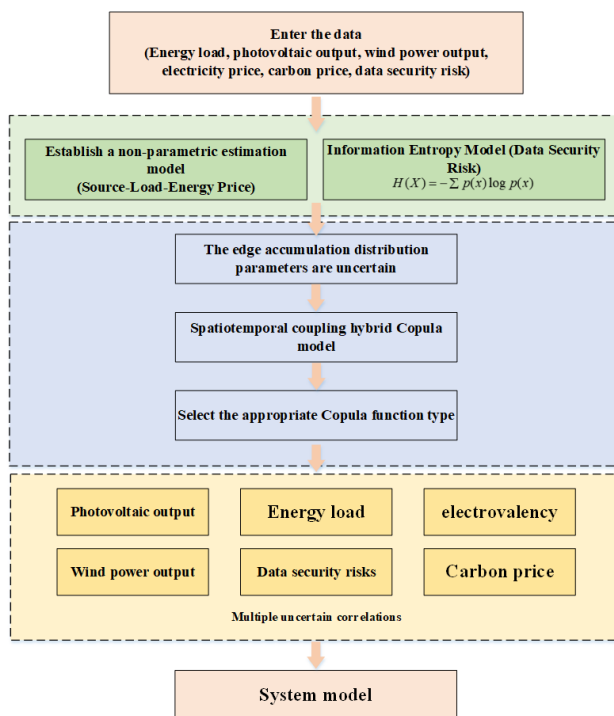 Enter the data
(Energy load, photovoltaic output, wind power output,
electricity price, carbon price, data security risk)
Establish a non-parametric estimation
model
(Source-Load-Energy Price)
Information Entropy Model (Data Security
Risk)
H(X) = −∑ p(x) log p(x)
The edge accumulation distribution
parameters are uncertain
Spatiotemporal coupling hybrid Copula
model
Select the appropriate Copula function type
Photovoltaic output
Energy load
electrovalency
Wind power output
Data security risks
Carbon price
Multiple uncertain correlations
System model